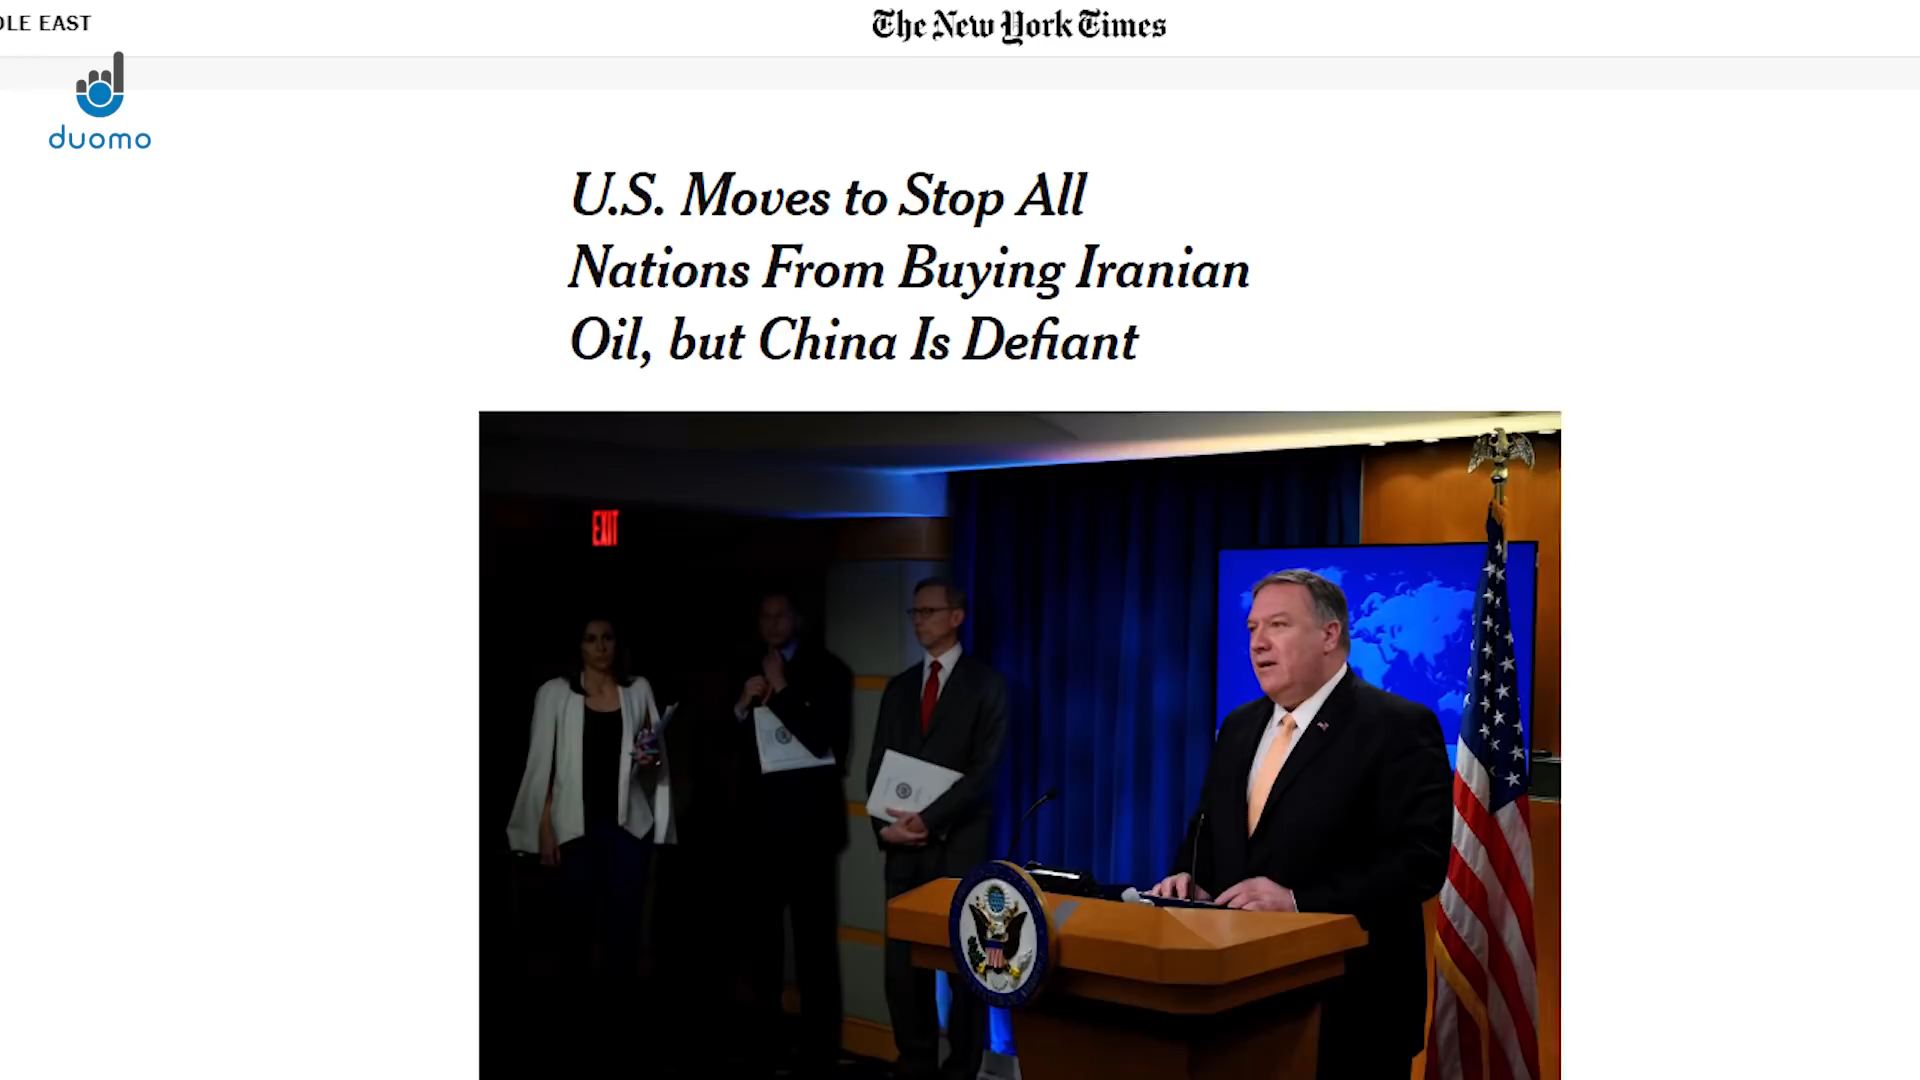 DLE EAST
The New York Times
duomo
U.S. Moves to Stop All
Nations From Buying Iranian
Oil, but China Is Defiant
EXIT